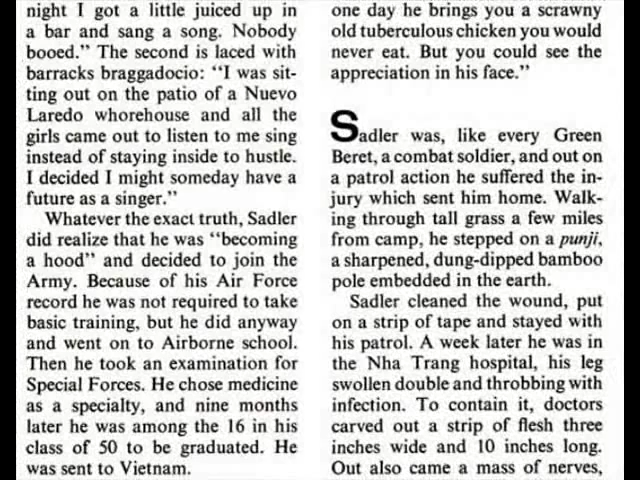 night I got a little juiced up in
a bar and sang a song. Nobody
booed." The second is laced with
barracks braggadocio: "I was sit-
ting out on the patio of a Nuevo
Laredo whorehouse and all the
girls came out to listen to me sing
instead of staying inside to hustle.
I decided I might someday have a
future as a singer."
Whatever the exact truth, Sadler
did realize that he was "becoming
a hood" and decided to join the
Army. Because of his Air Force
record he was not required to take
basic training, but he did anyway
and went on to Airborne school.
Then he took an examination for
Special Forces. He chose medicine
as a specialty, and nine months
later he was among the 16 in his
class of 50 to be graduated. He
was sent to Vietnam.
one day he brings you a scrawny
old tuberculous chicken you would
never eat. But you could see the
appreciation in his face."
Sadler was, like every Green
Beret, a combat soldier, and out on
a patrol action he suffered the in-
jury which sent him home. Walk-
ing through tall grass a few miles
from camp, he stepped on a punji,
a sharpened, dung-dipped bamboo
pole embedded in the earth.
Sadler cleaned the wound, put
on a strip of tape and stayed with
his patrol. A week later he was in
the Nha Trang hospital, his leg
swollen double and throbbing with
infection. To contain it, doctors
carved out a strip of flesh three
inches wide and 10 inches long.
Out also came a mass of nerves,